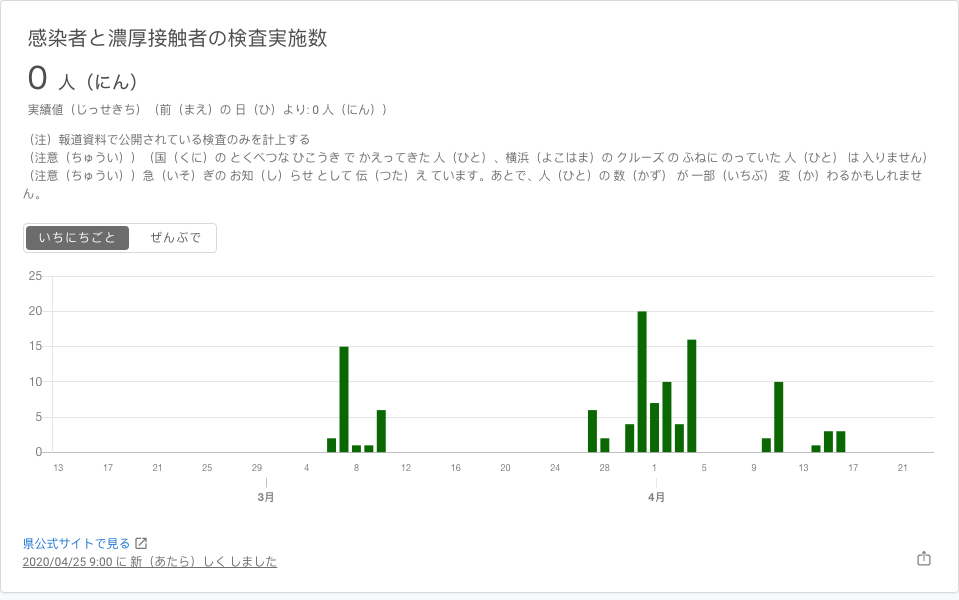 感染者と濃厚接触者の検査実施数
0 人（にん）
実績値（じっせきち）（前（まえ）の 日（ひ）より: 0 人（にん））
（注）報道資料で公開されている検査のみを計上する
（注意（ちゅうい））（国（くに）の とくべつな ひこうき で かえってきた 人（ひと）、横浜（よこはま）の クルーズ の ふねに のっていた 人（ひと） は 入りません）
（注意（ちゅうい））急（いそ）ぎの お知（し）らせ として 伝（つた）え ています。あとで、人（ひと）の 数（かず） が 一部（いちぶ） 変（か）わるかもしれませ
ん。
いちにちごと ぜんぶで
25
20
15
10
5
0
13 17 21 25 29 4 8 12 16 20 24 28 1 5 9 13 17 21
3月 4月
県公式サイトで見る
2020/04/25 9:00 に 新（あたら）しく しました